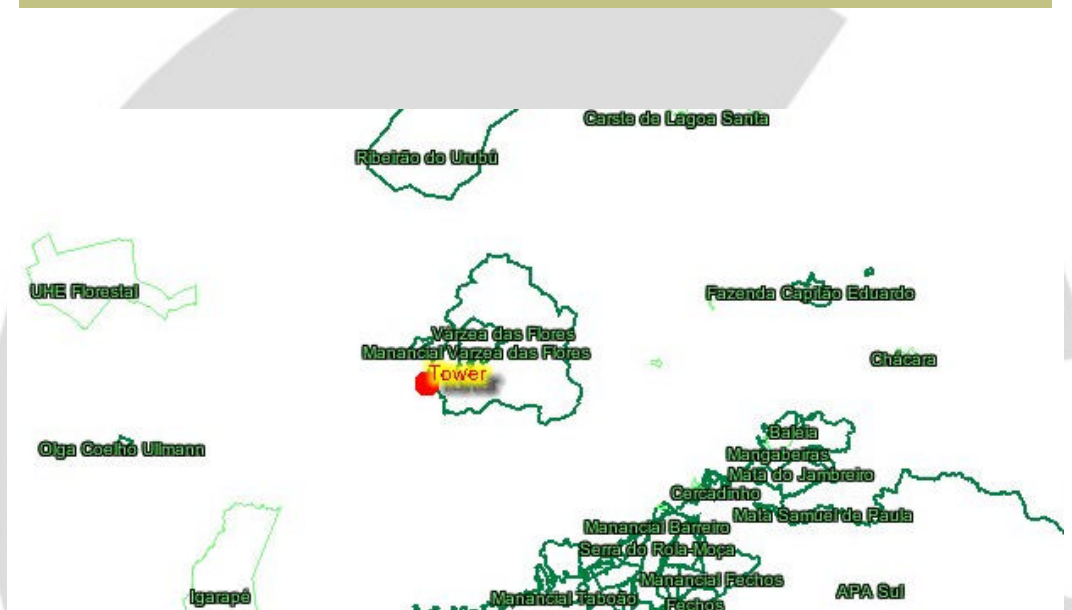 Carste de Lagoa Santa
Ribeirão do Urubú
UHE Florestal
Fazenda Capitão Eduardo
Várzea das Flores
Manancial Varzea das Flores
Chácara
Tower
Baleia
Olga Coelho Ullmann
Mangabeiras
Mata do Jambreiro
Cercadinho
Mata Samuel de Paula
Manancial Barreiro
Serra do Rola-Moça
Manancial Fechos
APA Sul
Igarapé
Manancial Taboão
Fechos